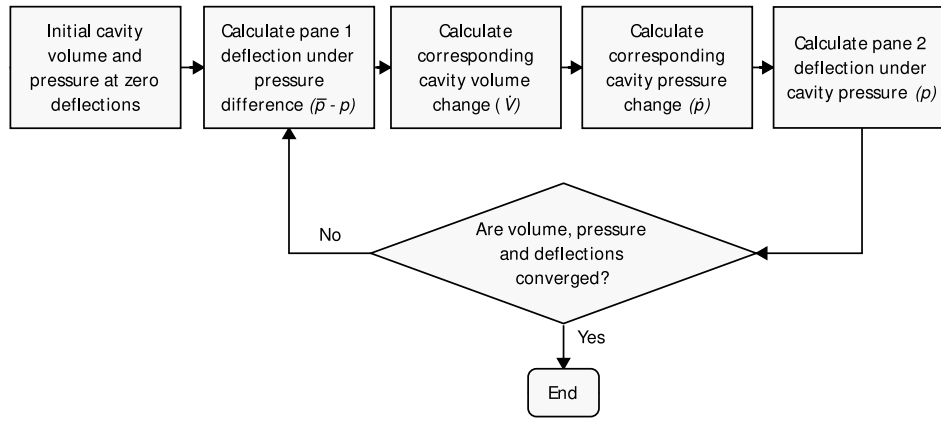 Initial cavity
volume and
pressure at zero
deflections
Calculate pane 1
deflection under
pressure
difference (p̅ - p)
Calculate
corresponding
cavity volume
change ( V̇)
Calculate
corresponding
cavity pressure
change (ṗ)
Calculate pane 2
deflection under
cavity pressure (p)
Are volume, pressure
and deflections
converged?
No
Yes
End